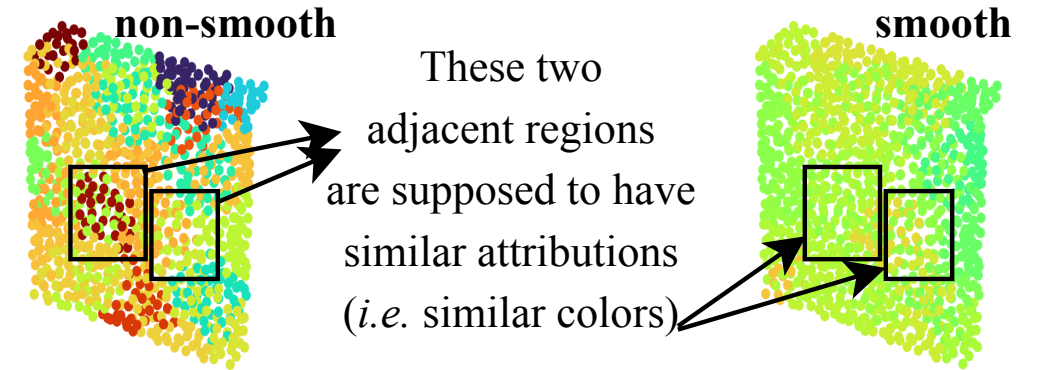 non-smooth
smooth
These two
adjacent regions
are supposed to have
similar attributions
(i.e. similar colors)